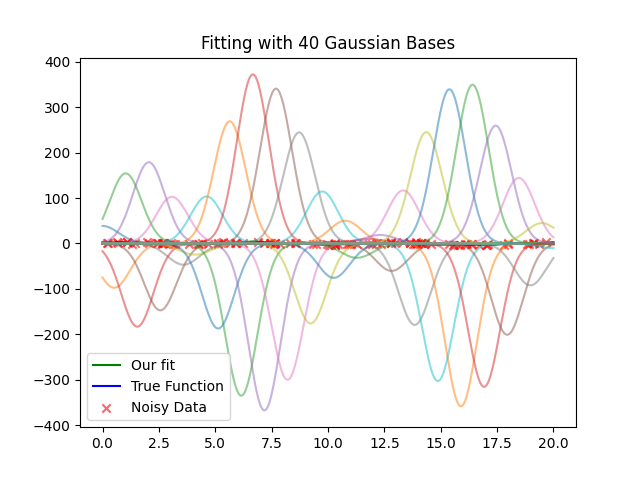 Fitting with 40 Gaussian Bases
400
300
200
100
0
−100
−200
−300
−400
Our fit
True Function
Noisy Data
0.0 2.5 5.0 7.5 10.0 12.5 15.0 17.5 20.0